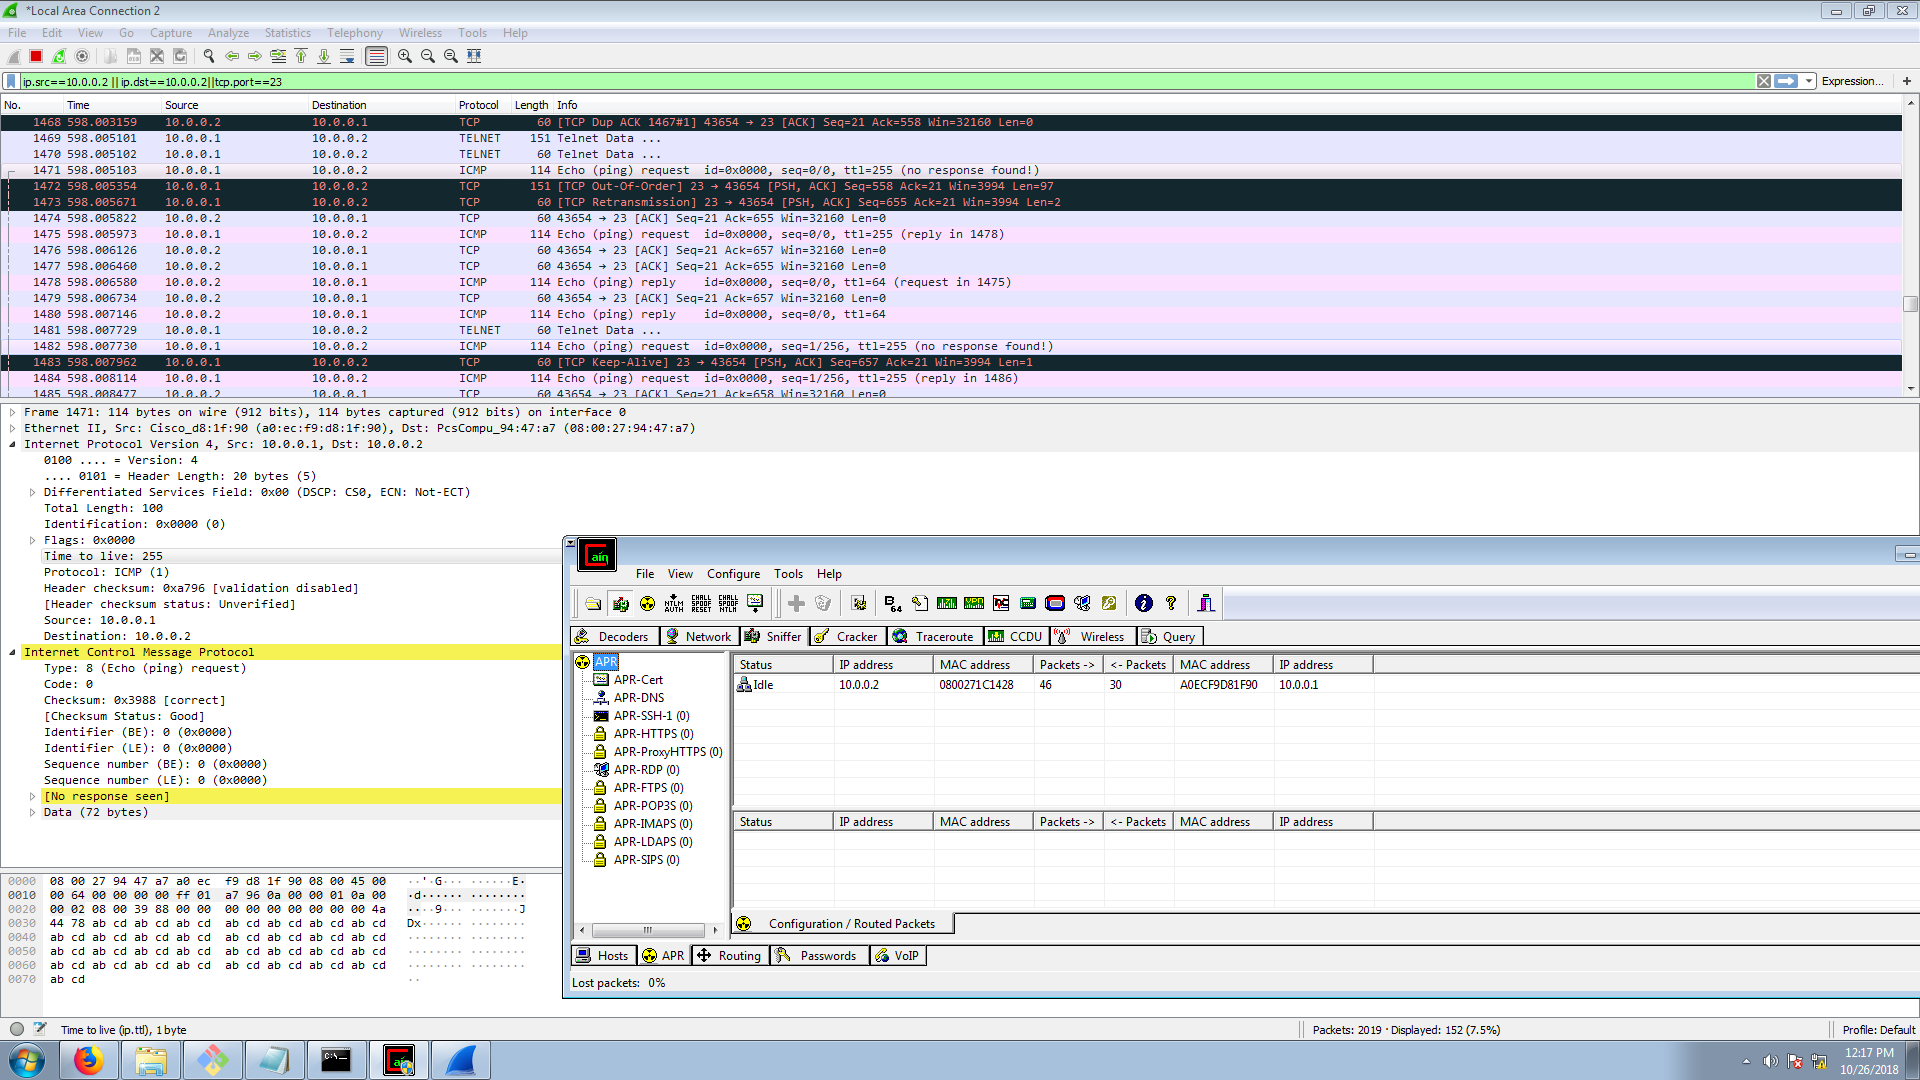 *Local Area Connection 2
File Edit View Go Capture Analyze Statistics Telephony Wireless Tools Help
ip.src==10.0.0.2 || ip.dst==10.0.0.2||tcp.port==23 Expression... +
No. Time Source Destination Protocol Length Info
1468 598.003159 10.0.0.2 10.0.0.1 TCP 60 [TCP Dup ACK 1467#1] 43654 → 23 [ACK] Seq=21 Ack=558 Win=32160 Len=0
1469 598.005101 10.0.0.1 10.0.0.2 TELNET 151 Telnet Data ...
1470 598.005102 10.0.0.1 10.0.0.2 TELNET 60 Telnet Data ...
1471 598.005103 10.0.0.1 10.0.0.2 ICMP 114 Echo (ping) request id=0x0000, seq=0/0, ttl=255 (no response found!)
1472 598.005354 10.0.0.1 10.0.0.2 TCP 151 [TCP Out-Of-Order] 23 → 43654 [PSH, ACK] Seq=558 Ack=21 Win=3994 Len=97
1473 598.005671 10.0.0.1 10.0.0.2 TCP 60 [TCP Retransmission] 23 → 43654 [PSH, ACK] Seq=655 Ack=21 Win=3994 Len=2
1474 598.005822 10.0.0.2 10.0.0.1 TCP 60 43654 → 23 [ACK] Seq=21 Ack=655 Win=32160 Len=0
1475 598.005973 10.0.0.1 10.0.0.2 ICMP 114 Echo (ping) request id=0x0000, seq=0/0, ttl=255 (reply in 1478)
1476 598.006126 10.0.0.2 10.0.0.1 TCP 60 43654 → 23 [ACK] Seq=21 Ack=657 Win=32160 Len=0
1477 598.006460 10.0.0.2 10.0.0.1 TCP 60 43654 → 23 [ACK] Seq=21 Ack=655 Win=32160 Len=0
1478 598.006580 10.0.0.2 10.0.0.1 ICMP 114 Echo (ping) reply id=0x0000, seq=0/0, ttl=64 (request in 1475)
1479 598.006734 10.0.0.2 10.0.0.1 TCP 60 43654 → 23 [ACK] Seq=21 Ack=657 Win=32160 Len=0
1480 598.007146 10.0.0.2 10.0.0.1 ICMP 114 Echo (ping) reply id=0x0000, seq=0/0, ttl=64
1481 598.007729 10.0.0.1 10.0.0.2 TELNET 60 Telnet Data ...
1482 598.007730 10.0.0.1 10.0.0.2 ICMP 114 Echo (ping) request id=0x0000, seq=1/256, ttl=255 (no response found!)
1483 598.007962 10.0.0.1 10.0.0.2 TCP 60 [TCP Keep-Alive] 23 → 43654 [PSH, ACK] Seq=657 Ack=21 Win=3994 Len=1
1484 598.008114 10.0.0.1 10.0.0.2 ICMP 114 Echo (ping) request id=0x0000, seq=1/256, ttl=255 (reply in 1486)
1485 598.008477 10.0.0.2 10.0.0.1 TCP 60 43654 → 23 [ACK] Seq=21 Ack=658 Win=32160 Len=0
Frame 1471: 114 bytes on wire (912 bits), 114 bytes captured (912 bits) on interface 0
Ethernet II, Src: Cisco_d8:1f:90 (a0:ec:f9:d8:1f:90), Dst: PcsCompu_94:47:a7 (08:00:27:94:47:a7)
Internet Protocol Version 4, Src: 10.0.0.1, Dst: 10.0.0.2
0100 .... = Version: 4
.... 0101 = Header Length: 20 bytes (5)
Differentiated Services Field: 0x00 (DSCP: CS0, ECN: Not-ECT)
Total Length: 100
Identification: 0x0000 (0)
Flags: 0x0000
Time to live: 255
Protocol: ICMP (1)
Header checksum: 0xa796 [validation disabled]
[Header checksum status: Unverified]
Source: 10.0.0.1
Destination: 10.0.0.2
Internet Control Message Protocol
Type: 8 (Echo (ping) request)
Code: 0
Checksum: 0x3988 [correct]
[Checksum Status: Good]
Identifier (BE): 0 (0x0000)
Identifier (LE): 0 (0x0000)
Sequence number (BE): 0 (0x0000)
Sequence number (LE): 0 (0x0000)
[No response seen]
Data (72 bytes)
0000 08 00 27 94 47 a7 a0 ec f9 d8 1f 90 08 00 45 00 ··'·G··· ······E·
0010 00 64 00 00 00 00 ff 01 a7 96 0a 00 00 01 0a 00 ·d······ ········
0020 00 02 08 00 39 88 00 00 00 00 00 00 00 00 00 4a ····9··· ·······J
0030 44 78 ab cd ab cd ab cd ab cd ab cd ab cd ab cd Dx······ ········
0040 ab cd ab cd ab cd ab cd ab cd ab cd ab cd ab cd ········ ········
0050 ab cd ab cd ab cd ab cd ab cd ab cd ab cd ab cd ········ ········
0060 ab cd ab cd ab cd ab cd ab cd ab cd ab cd ab cd ········ ········
0070 ab cd ··
Cain
File View Configure Tools Help
NTLM AUTH CHALL SPOOF RESET CHALL SPOOF NTLM B64
Decoders Network Sniffer Cracker Traceroute CCDU Wireless Query
APR
APR-Cert
APR-DNS
APR-SSH-1 (0)
APR-HTTPS (0)
APR-ProxyHTTPS (0)
APR-RDP (0)
APR-FTPS (0)
APR-POP3S (0)
APR-IMAPS (0)
APR-LDAPS (0)
APR-SIPS (0)
Status IP address MAC address Packets -> <- Packets MAC address IP address
Idle 10.0.0.2 0800271C1428 46 30 A0ECF9D81F90 10.0.0.1
Status IP address MAC address Packets -> <- Packets MAC address IP address
Configuration / Routed Packets
Hosts APR Routing Passwords VoIP
Lost packets: 0%
Time to live (ip.ttl), 1 byte Packets: 2019 · Displayed: 152 (7.5%) Profile: Default
C:\
12:17 PM
10/26/2018